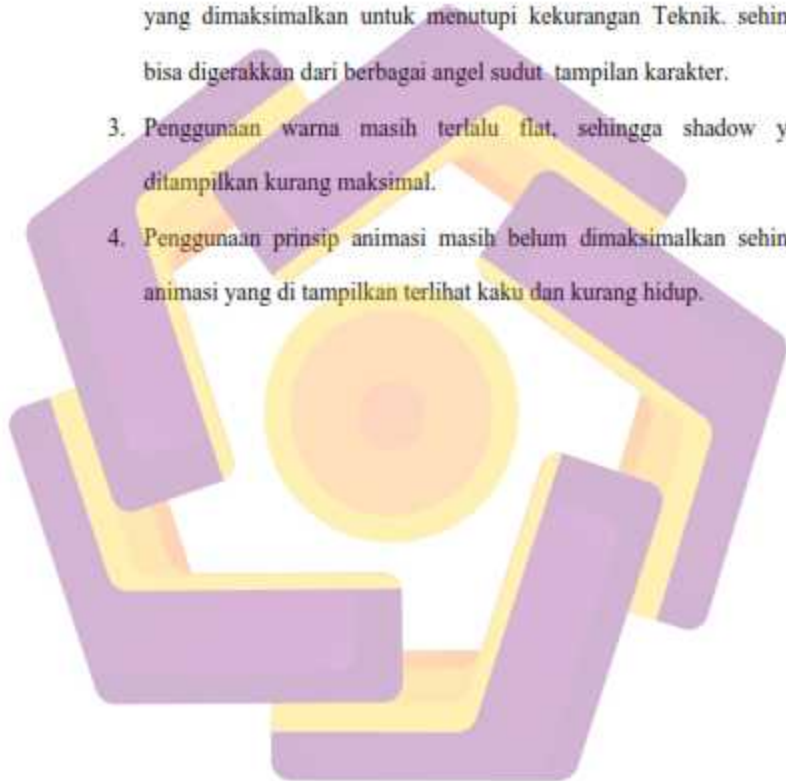 yang dimaksimalkan untuk menutupi kekurangan Teknik. sehin
bisa digerakkan dari berbagai angel sudut tampilan karakter.
3. Penggunaan warna masih terlalu flat, sehingga shadow y
ditampilkan kurang maksimal.
4. Penggunaan prinsip animasi masih belum dimaksimalkan sehin
animasi yang di tampilkan terlihat kaku dan kurang hidup.